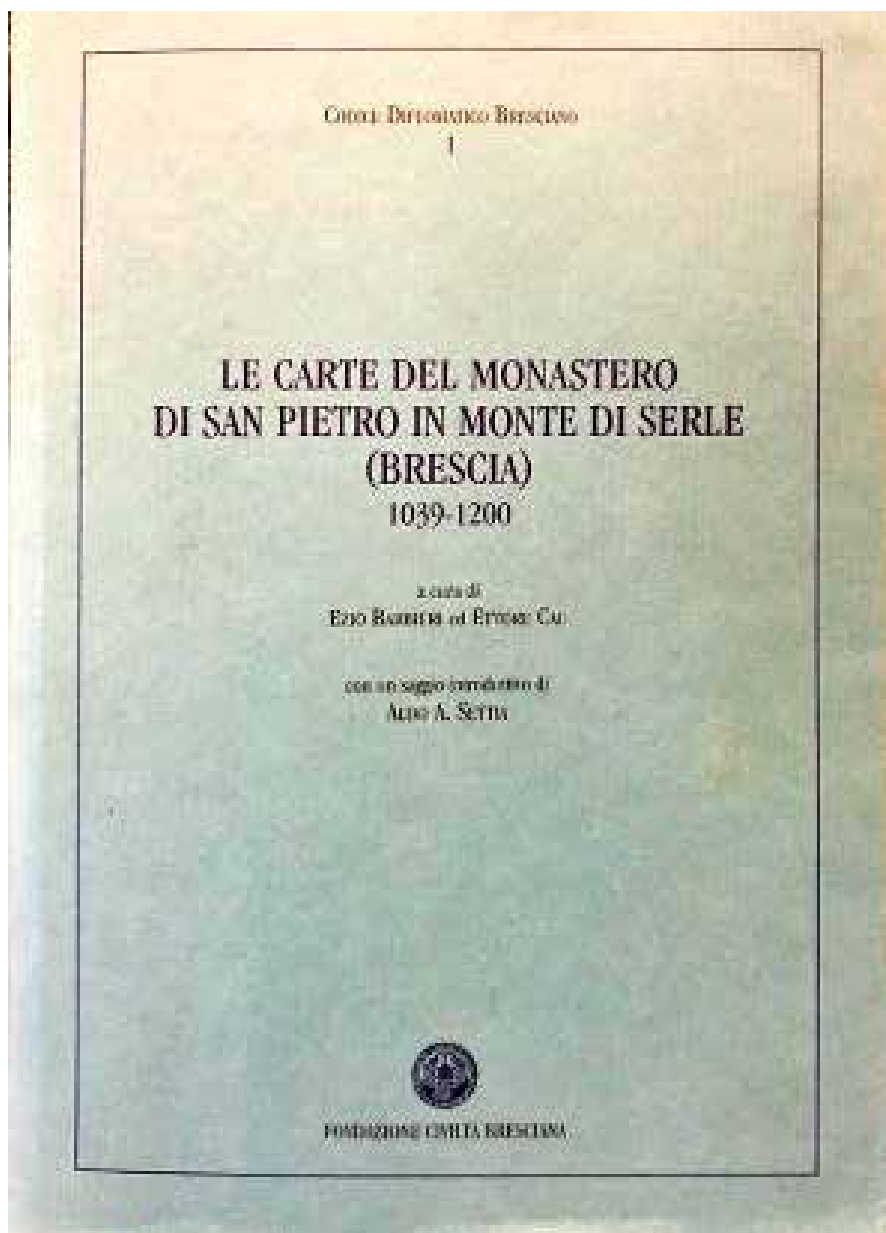 CODICE DIPLOMATICO BRESCIANO
I
LE CARTE DEL MONASTERO
DI SAN PIETRO IN MONTE DI SERLE
(BRESCIA)
1039-1200
a cura di
EZIO BARBIERI ed ETTORE CAU
con un saggio introduttivo di
ALDO A. SETTIA
FONDAZIONE CIVILTÀ BRESCIANA